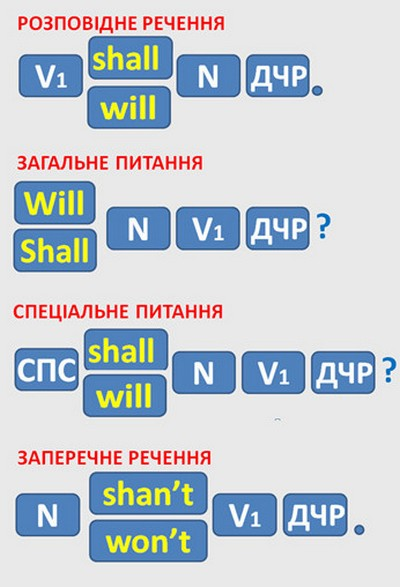 РОЗПОВІДНЕ РЕЧЕННЯ
V1 shall will N ДЧР.
ЗАГАЛЬНЕ ПИТАННЯ
Will Shall N V1 ДЧР?
СПЕЦІАЛЬНЕ ПИТАННЯ
СПС shall will N V1 ДЧР?
ЗАПЕРЕЧНЕ РЕЧЕННЯ
N shan't won't V1 ДЧР.